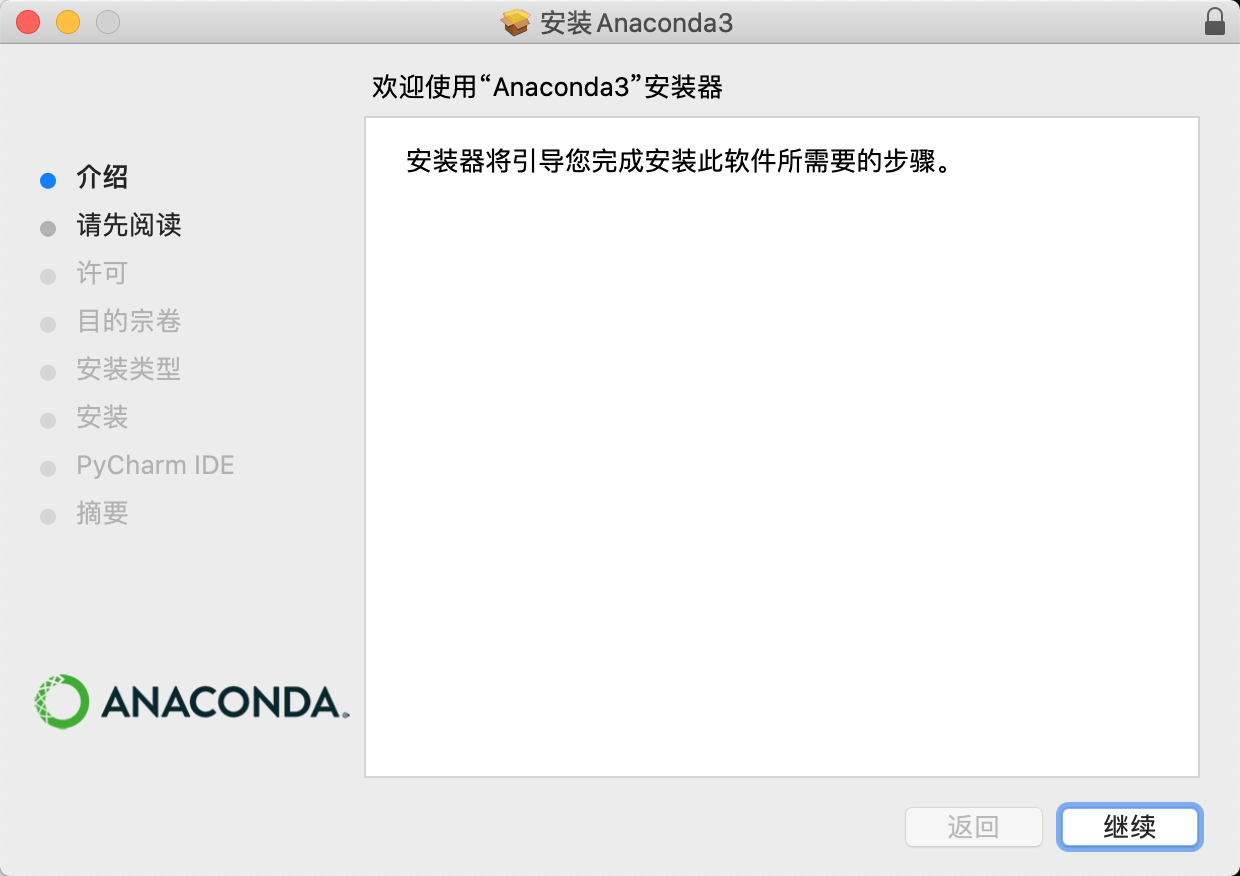 安装 Anaconda3
欢迎使用“Anaconda3”安装器
安装器将引导您完成安装此软件所需要的步骤。
介绍
请先阅读
许可
目的宗卷
安装类型
安装
PyCharm IDE
摘要
ANACONDA.
返回
继续